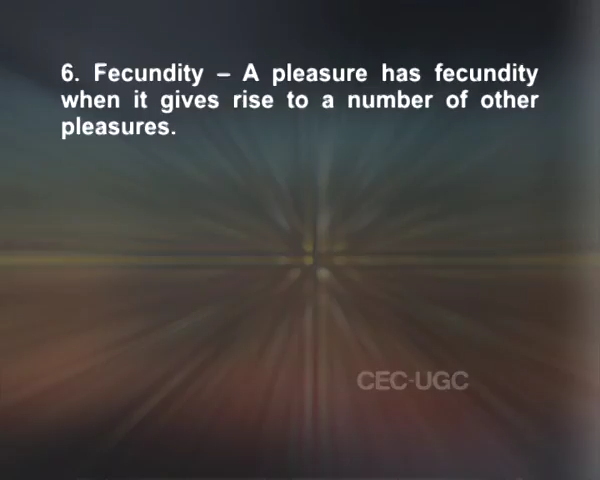 6. Fecundity – A pleasure has fecundity
when it gives rise to a number of other
pleasures.
CEC-UGC